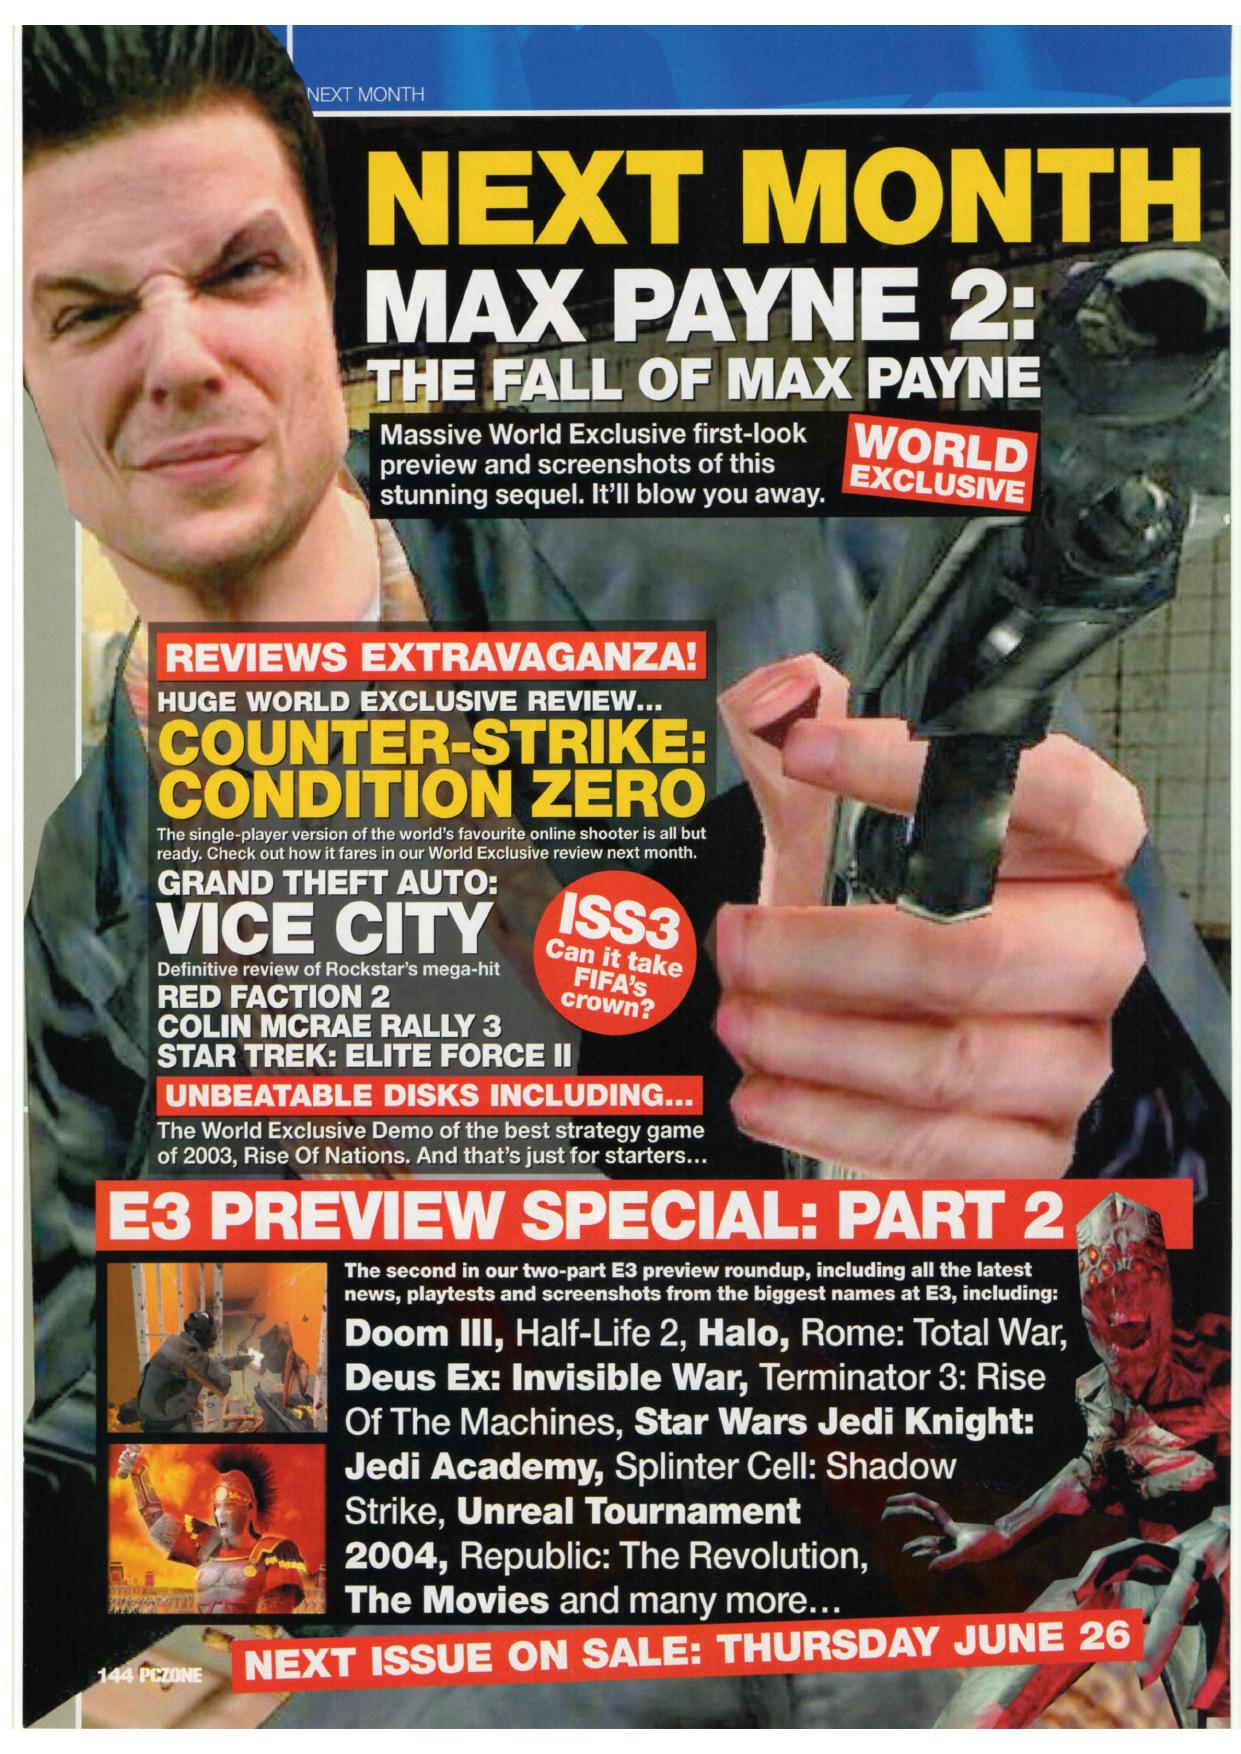 NEXT MONTH
NEXT MONTH
MAX PAYNE 2:
THE FALL OF MAX PAYNE
Massive World Exclusive first-look
preview and screenshots of this
stunning sequel. It'll blow you away.
WORLD
EXCLUSIVE
REVIEWS EXTRAVAGANZA!
HUGE WORLD EXCLUSIVE REVIEW...
COUNTER-STRIKE:
CONDITION ZERO
The single-player version of the world's favourite online shooter is all but
ready. Check out how it fares in our World Exclusive review next month.
GRAND THEFT AUTO:
VICE CITY
Definitive review of Rockstar's mega-hit
RED FACTION 2
COLIN MCRAE RALLY 3
STAR TREK: ELITE FORCE II
ISS3
Can it take
FIFA's
crown?
UNBEATABLE DISKS INCLUDING...
The World Exclusive Demo of the best strategy game
of 2003, Rise Of Nations. And that's just for starters...
E3 PREVIEW SPECIAL: PART 2
The second in our two-part E3 preview roundup, including all the latest
news, playtests and screenshots from the biggest names at E3, including:
Doom III, Half-Life 2, Halo, Rome: Total War,
Deus Ex: Invisible War, Terminator 3: Rise
Of The Machines, Star Wars Jedi Knight:
Jedi Academy, Splinter Cell: Shadow
Strike, Unreal Tournament
2004, Republic: The Revolution,
The Movies and many more...
NEXT ISSUE ON SALE: THURSDAY JUNE 26
144 PCZONE